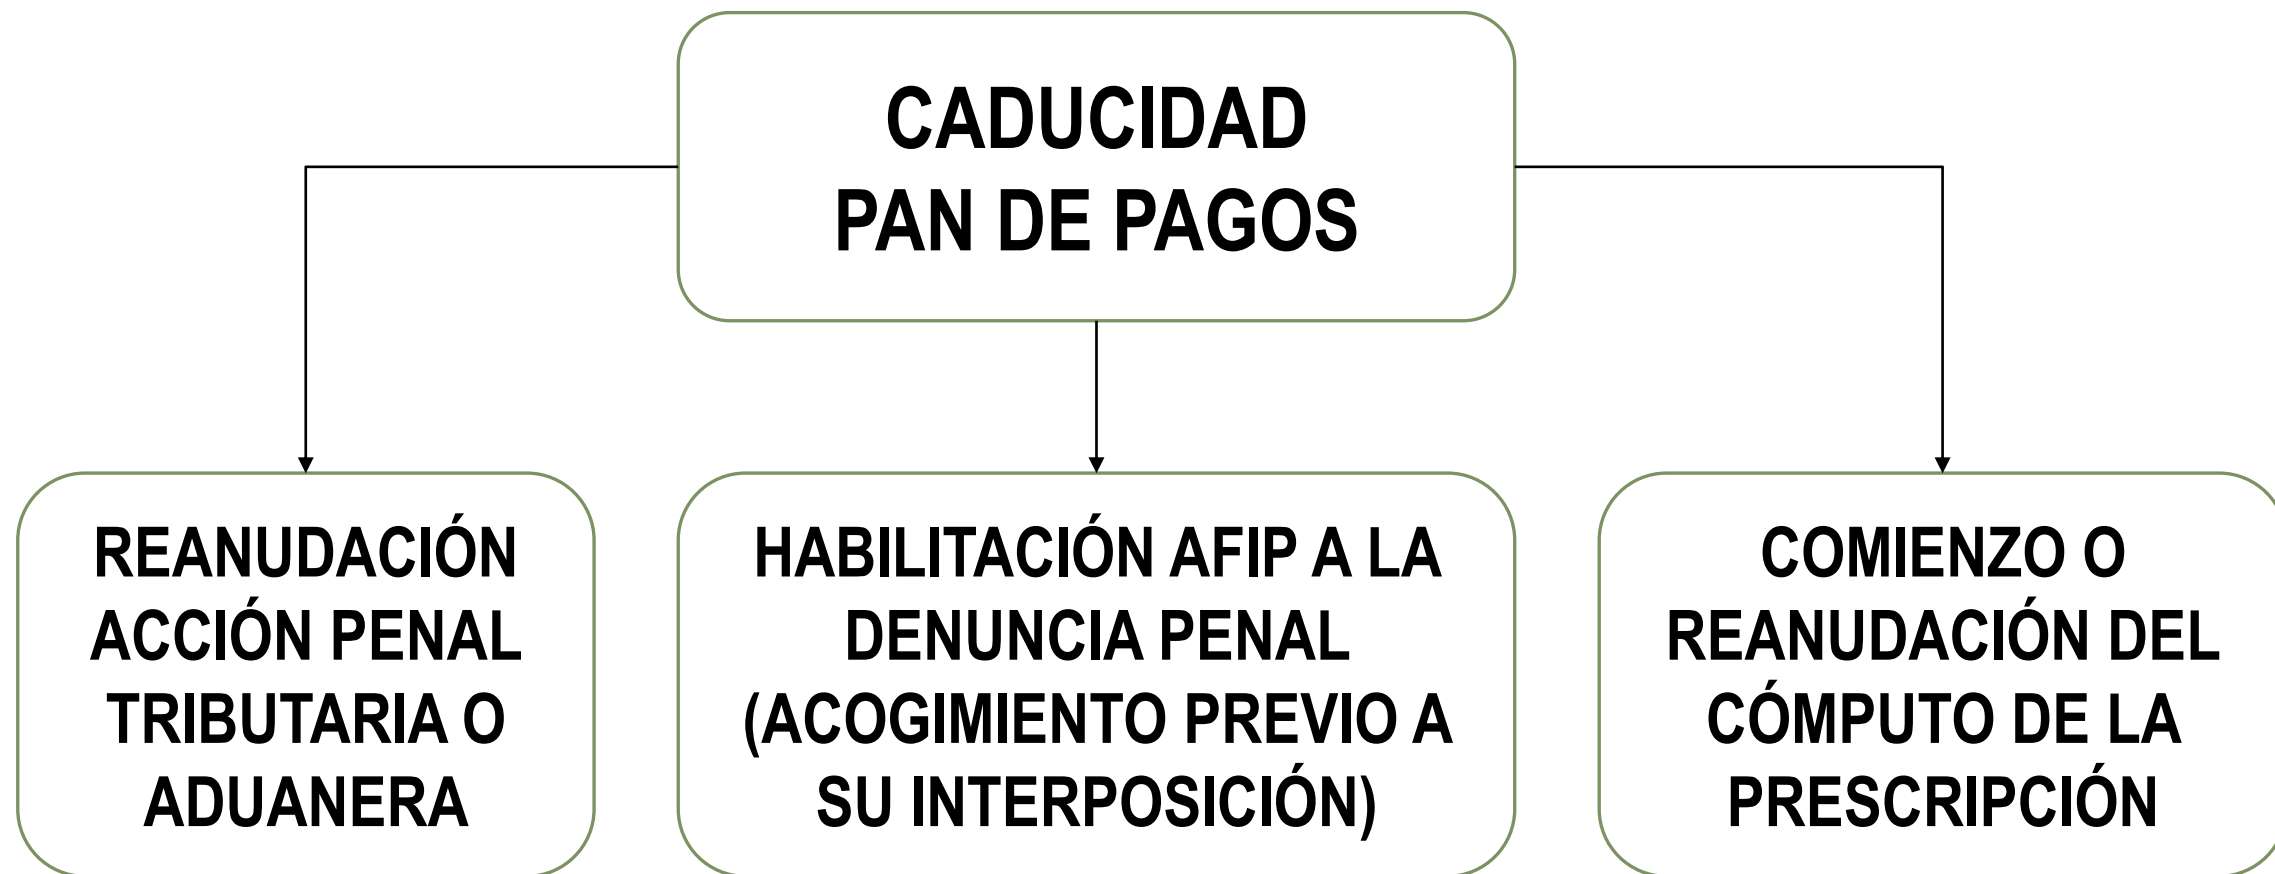 CADUCIDAD
PAN DE PAGOS
REANUDACIÓN
ACCIÓN PENAL
TRIBUTARIA O
ADUANERA
HABILITACIÓN AFIP A LA
DENUNCIA PENAL
(ACOGIMIENTO PREVIO A
SU INTERPOSICIÓN)
COMIENZO O
REANUDACIÓN DEL
CÓMPUTO DE LA
PRESCRIPCIÓN